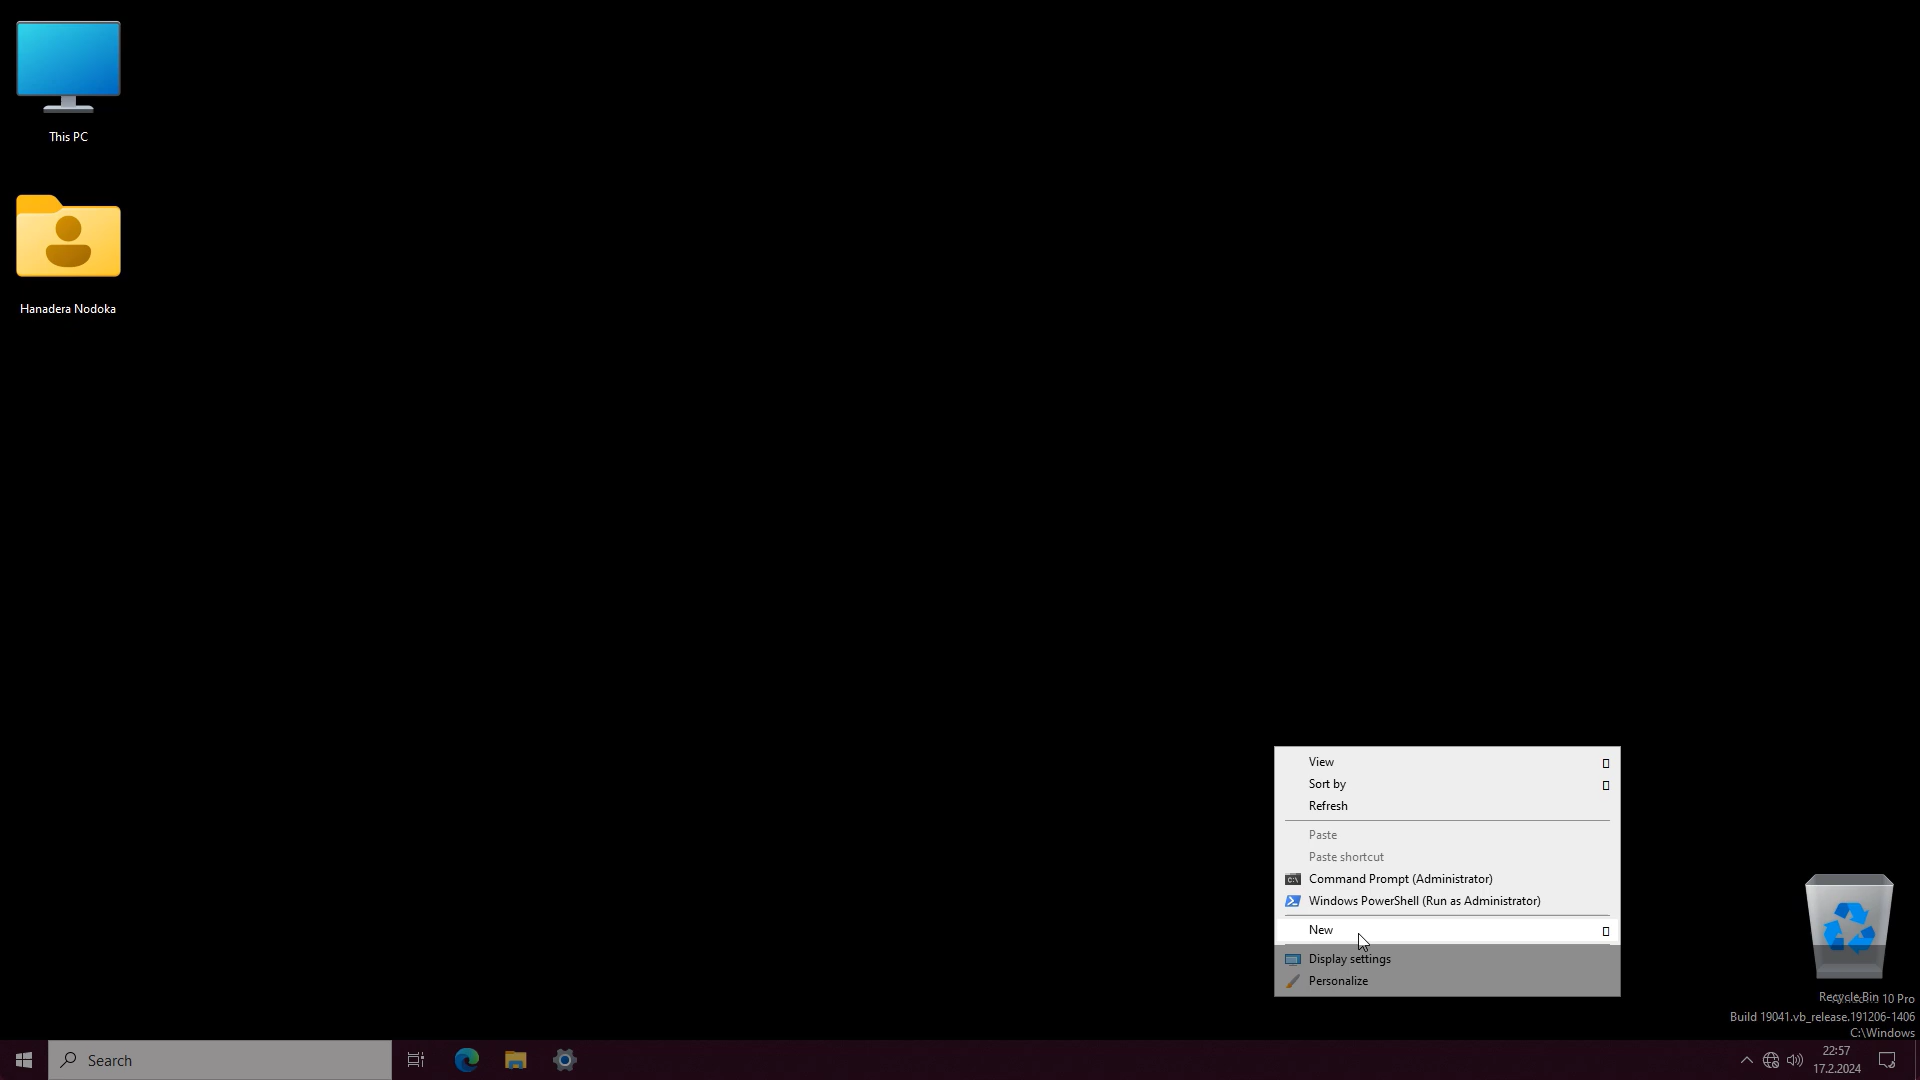 This PC
Hanadera Nodoka
View
Sort by
Refresh
Paste
Paste shortcut
Command Prompt (Administrator)
Windows PowerShell (Run as Administrator)
New
Display settings
Personalize
Recycle Bin
10 Pro
Build 19041.vb_release.191206-1406
C:\Windows
Search
22:57
17.2.2024